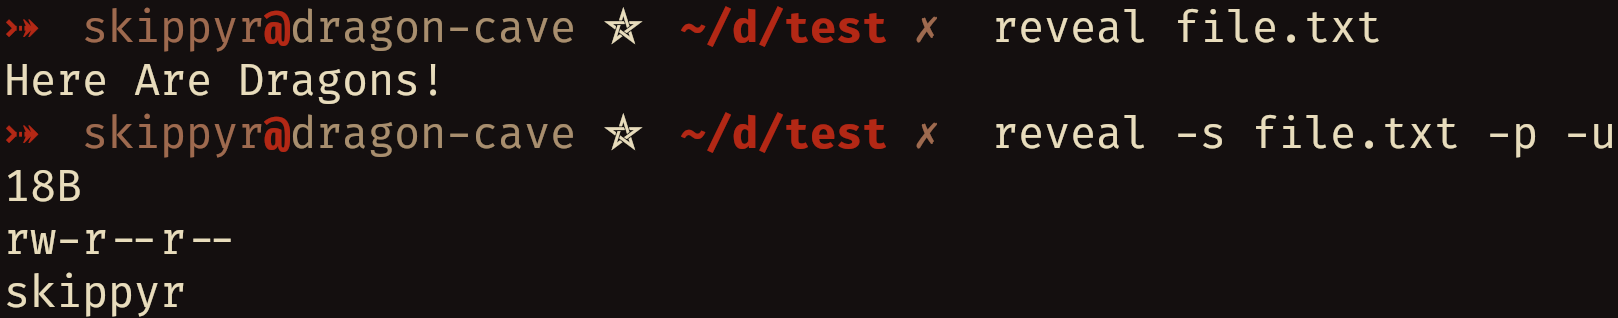 skippyr@dragon-cave ☆ ~/d/test ✗ reveal file.txt
Here Are Dragons!
skippyr@dragon-cave ☆ ~/d/test ✗ reveal -s file.txt -p -u
18B
rw-r--r--
skippyr